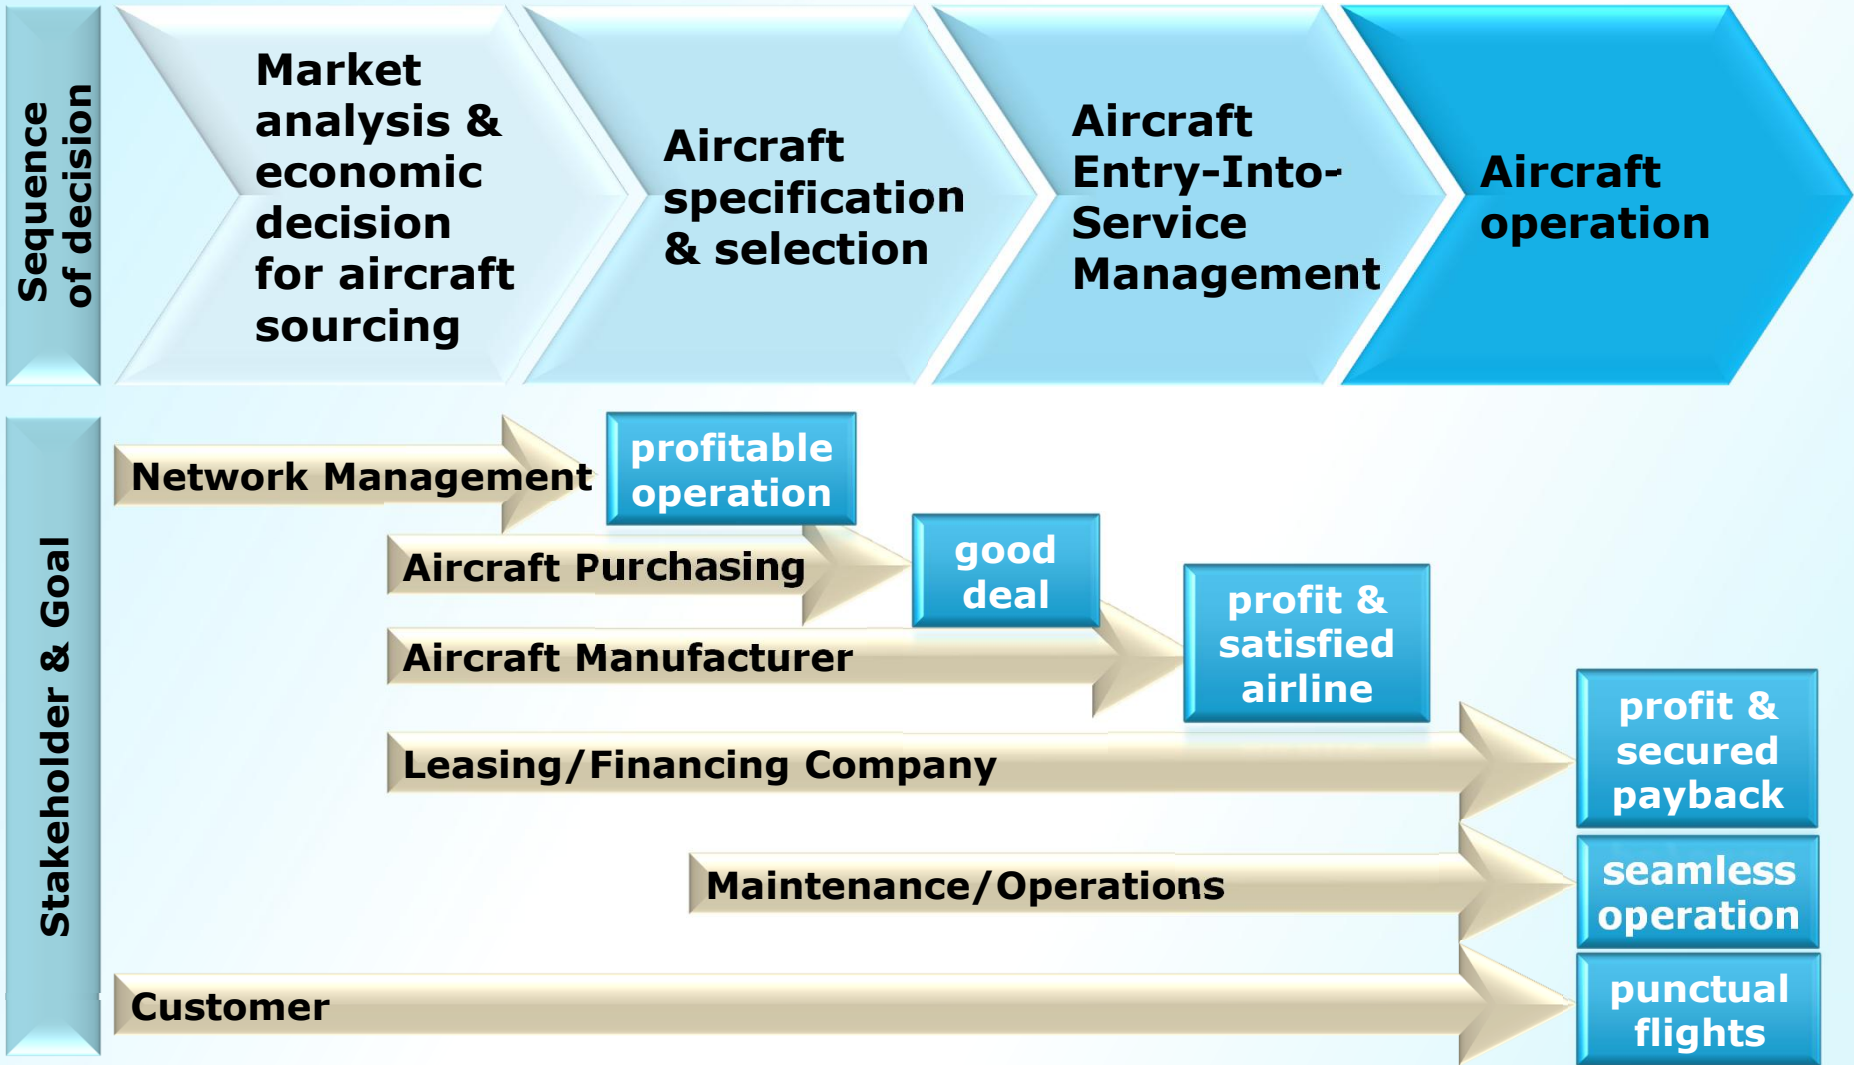 Sequence
of decision
Market
analysis &
economic
decision
for aircraft
sourcing
Aircraft
specification
& selection
Aircraft
Entry-Into-
Service
Management
Aircraft
operation
Stakeholder & Goal
Network Management
profitable
operation
Aircraft Purchasing
good
deal
Aircraft Manufacturer
profit &
satisfied
airline
Leasing/Financing Company
profit &
secured
payback
Maintenance/Operations
seamless
operation
Customer
punctual
flights